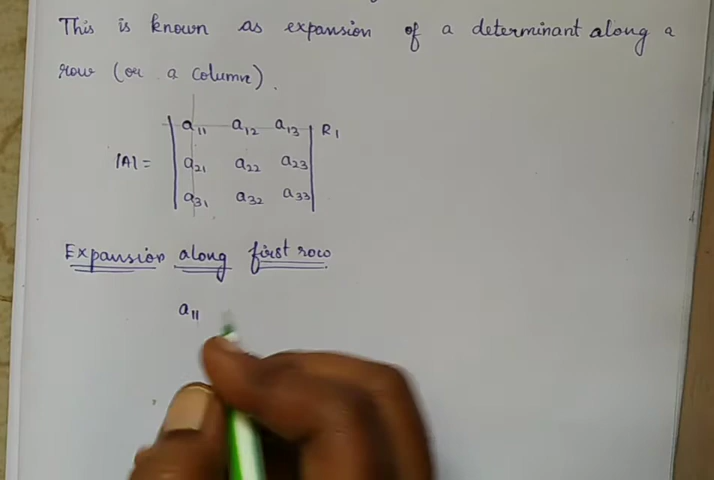 This is known as expansion of a determinant along a
row (or a column).
a₁₁ a₁₂ a₁₃ R₁
|A| = a₂₁ a₂₂ a₂₃
a₃₁ a₃₂ a₃₃
Expansion along first row
a₁₁